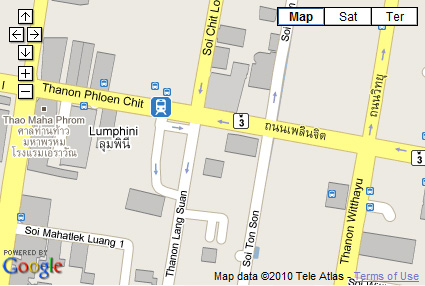 Map
Sat
Ter
Soi Chit Lo
Thanon Phloen Chit
Thao Maha Phrom
ศาลท่านท้าว
มหาพรหม
โรงแรมเอราวัณ
Lumphini
ลุมพินี
3
ถนนเพลินจิต
ถนนวิทยุ
3
Thanon Lang Suan
Soi Ton Son
Thanon Witthayu
Soi Mahatlek Luang 1
POWERED BY
Google
Map data ©2010 Tele Atlas - Terms of Use